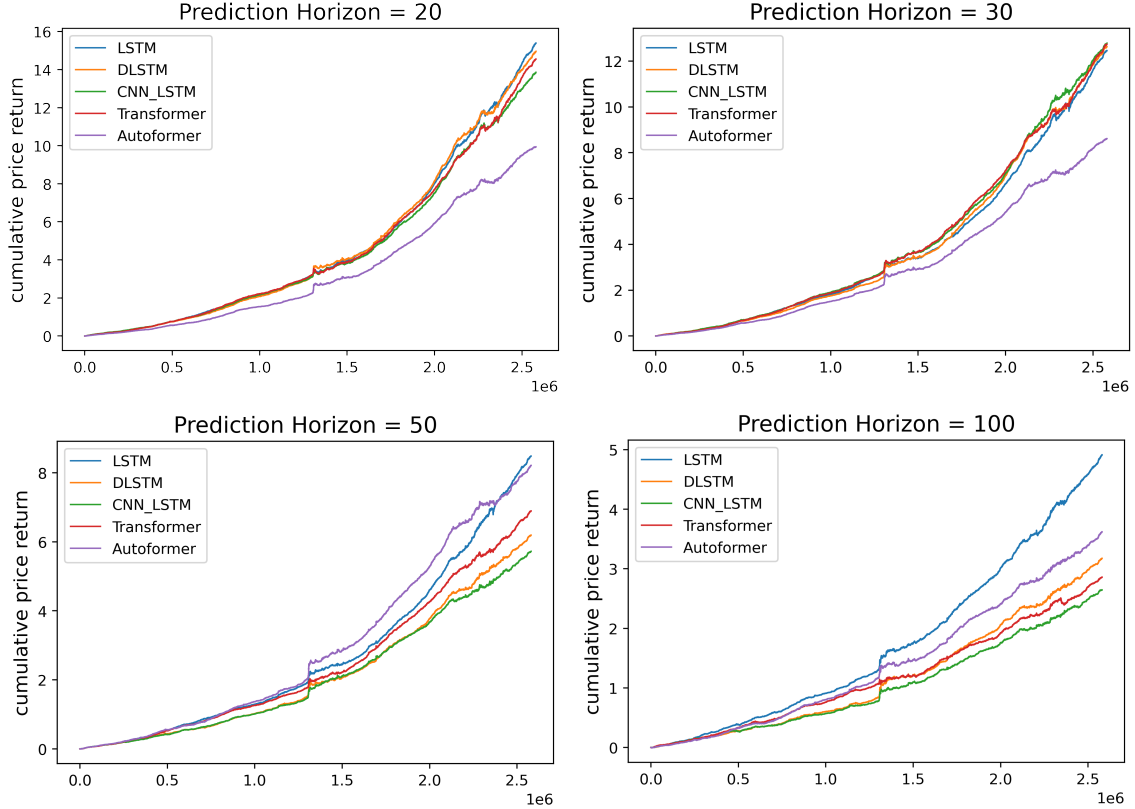 Prediction Horizon = 20
cumulative price return
16
14
12
10
8
6
4
2
0
LSTM
DLSTM
CNN_LSTM
Transformer
Autoformer
0.0 0.5 1.0 1.5 2.0 2.5
1e6
Prediction Horizon = 30
cumulative price return
12
10
8
6
4
2
0
LSTM
DLSTM
CNN_LSTM
Transformer
Autoformer
0.0 0.5 1.0 1.5 2.0 2.5
1e6
Prediction Horizon = 50
cumulative price return
8
6
4
2
0
LSTM
DLSTM
CNN_LSTM
Transformer
Autoformer
0.0 0.5 1.0 1.5 2.0 2.5
1e6
Prediction Horizon = 100
cumulative price return
5
4
3
2
1
0
LSTM
DLSTM
CNN_LSTM
Transformer
Autoformer
0.0 0.5 1.0 1.5 2.0 2.5
1e6